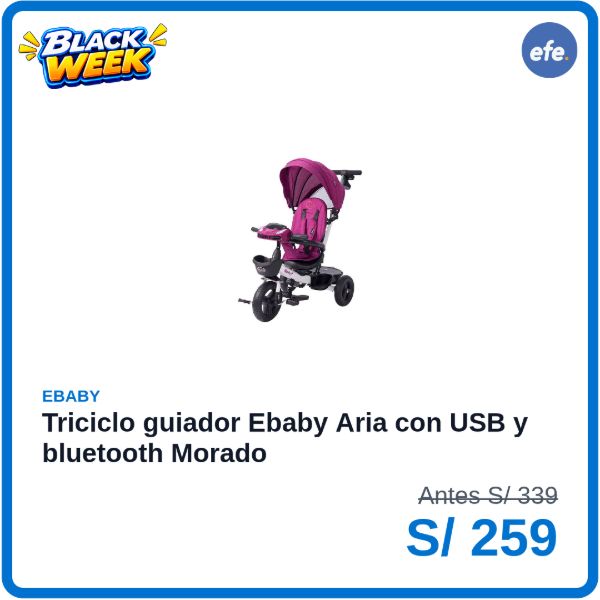 BLACK
WEEK
efe.
EBABY
Triciclo guiador Ebaby Aria con USB y
bluetooth Morado
Antes S/ 339
S/ 259